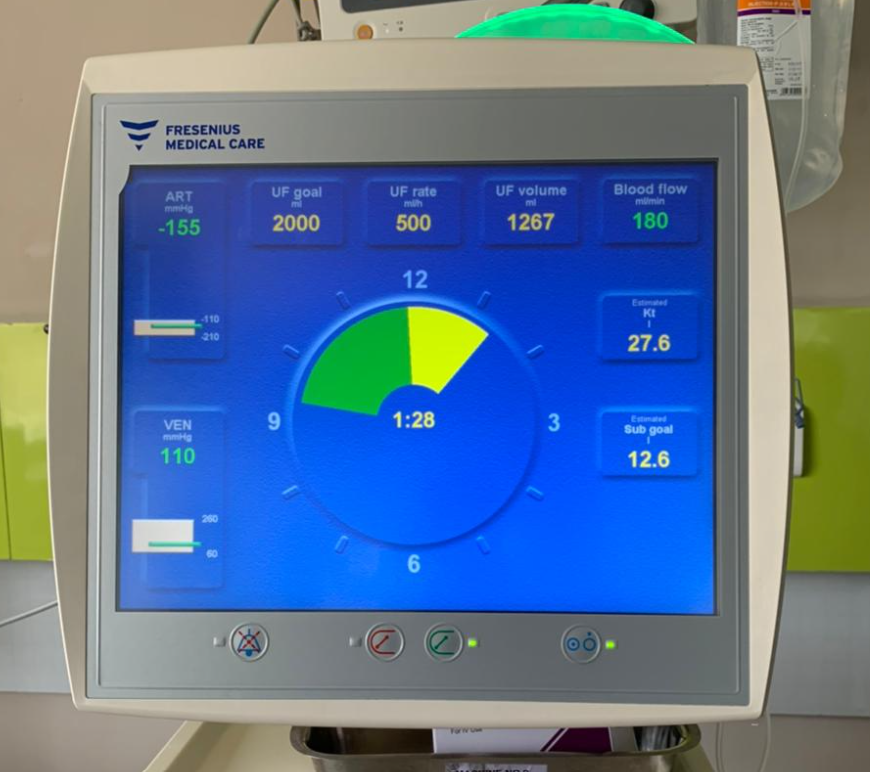 INJECTION P.D FLUID
FRESENIUS
MEDICAL CARE
ART
mmHg
-155
UF goal
ml
2000
UF rate
ml/h
500
UF volume
ml
1267
Blood flow
ml/min
180
-110
-210
12
3
6
9
1:28
Estimated
Kt
l
27.6
VEN
mmHg
110
260
60
Estimated
Sub goal
l
12.6